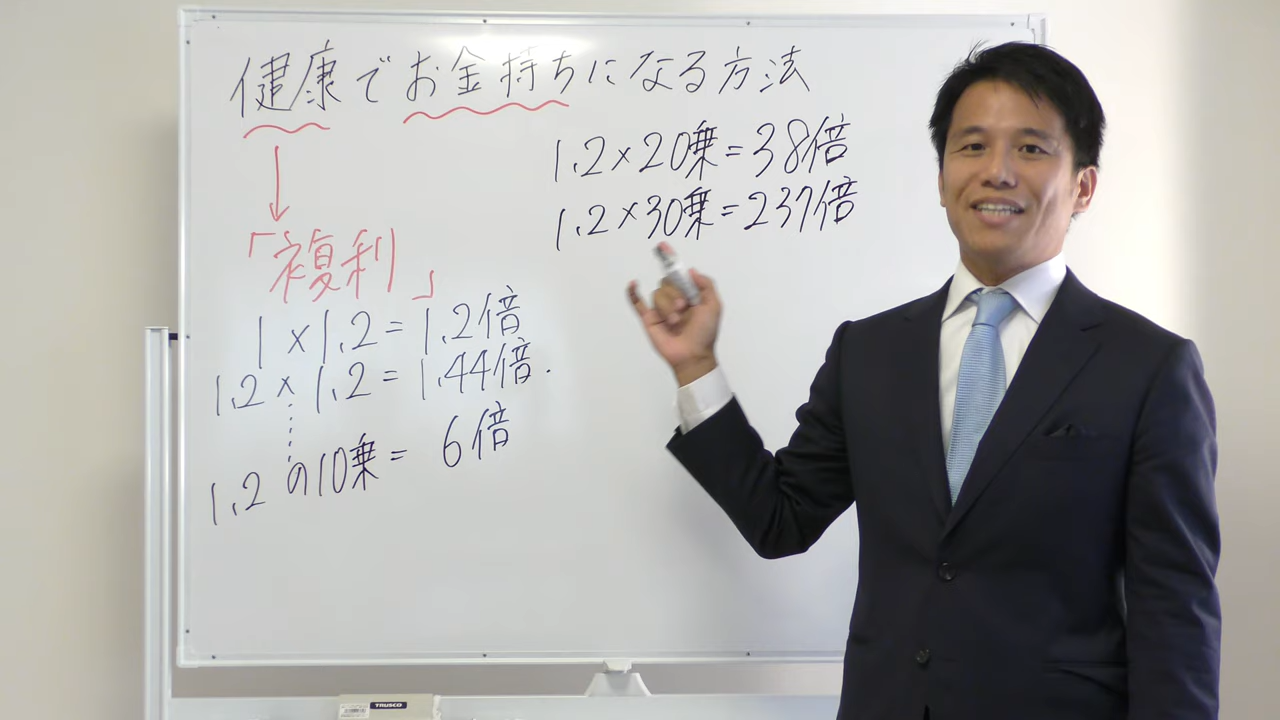 健康でお金持ちになる方法
「複利」
1×1.2=1.2倍
1.2×1.2=1.44倍.
1.2の10乗=6倍
1.2×20乗=38倍
1.2×30乗=237倍
TRUSCO